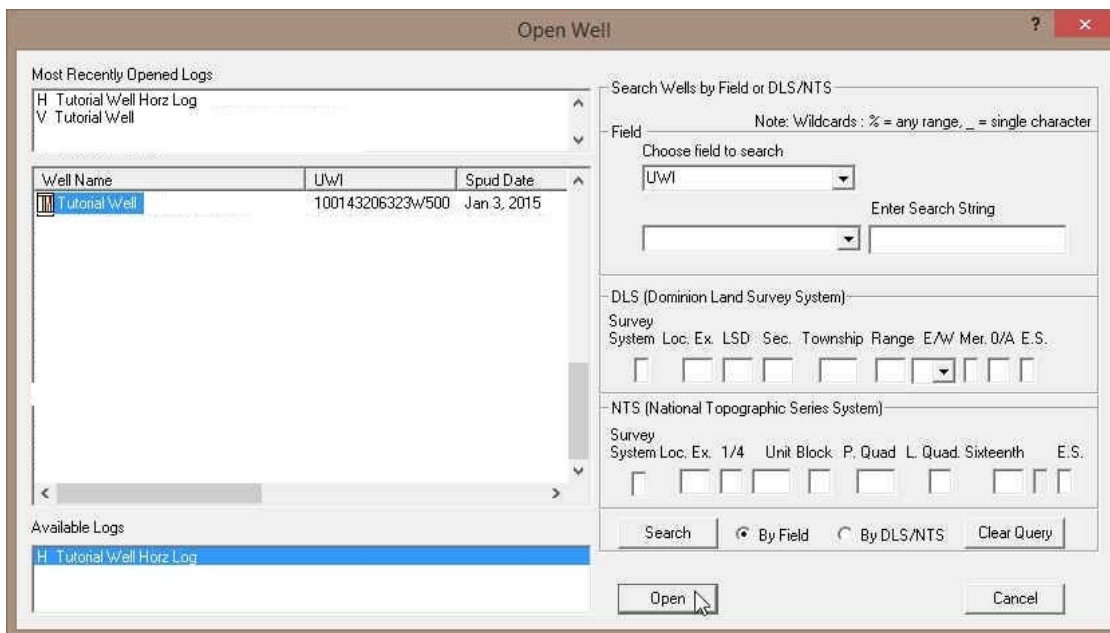 Open Well
?
×
Most Recently Opened Logs
H Tutorial Well Horz Log
V Tutorial Well
Well Name UWI Spud Date
Tutorial Well 100143206323W500 Jan 3, 2015
Available Logs
H Tutorial Well Horz Log
Search Wells by Field or DLS/NTS
Note: Wildcards : % = any range, _ = single character
Field
Choose field to search
UWI
Enter Search String
DLS (Dominion Land Survey System)
Survey
System Loc. Ex. LSD Sec. Township Range E/W Mer. 0/A E.S.
NTS (National Topographic Series System)
Survey
System Loc. Ex. 1/4 Unit Block P. Quad L. Quad. Sixteenth E.S.
Search By Field By DLS/NTS Clear Query
Open Cancel